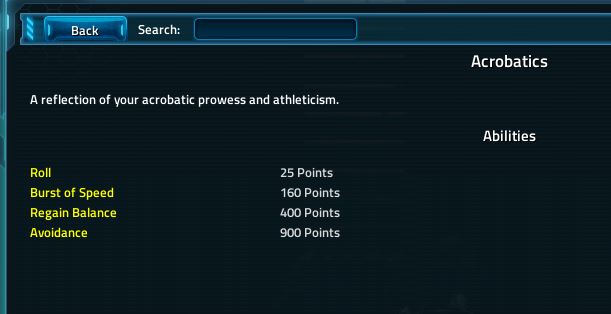 Back Search:
Acrobatics
A reflection of your acrobatic prowess and athleticism.
Abilities
Roll 25 Points
Burst of Speed 160 Points
Regain Balance 400 Points
Avoidance 900 Points